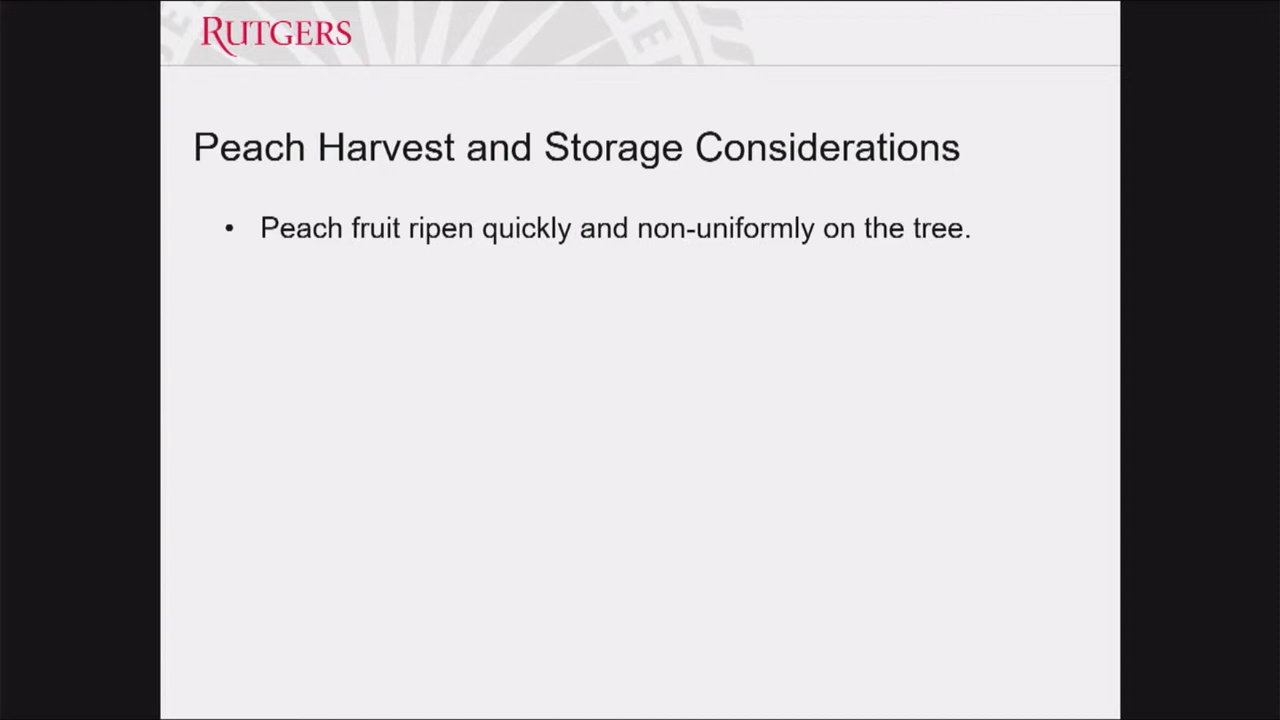 RUTGERS
Peach Harvest and Storage Considerations
• Peach fruit ripen quickly and non-uniformly on the tree.